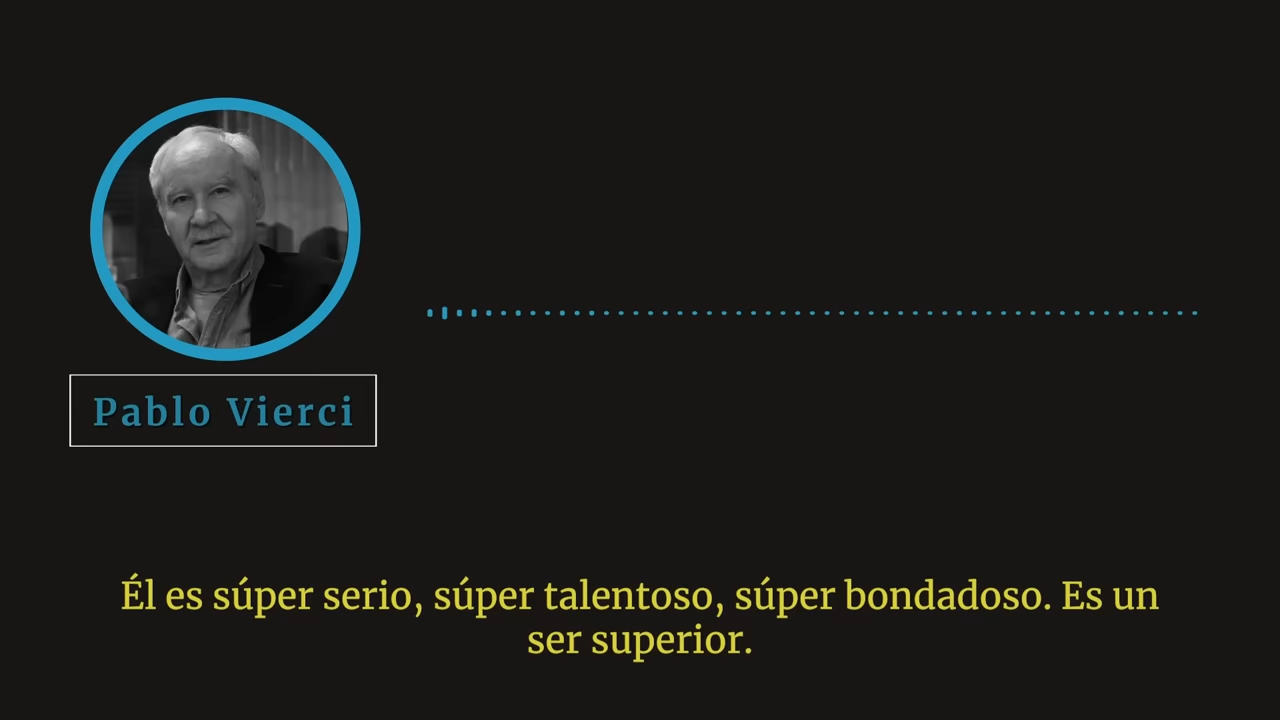 Pablo Vierci
Él es súper serio, súper talentoso, súper bondadoso. Es un
ser superior.